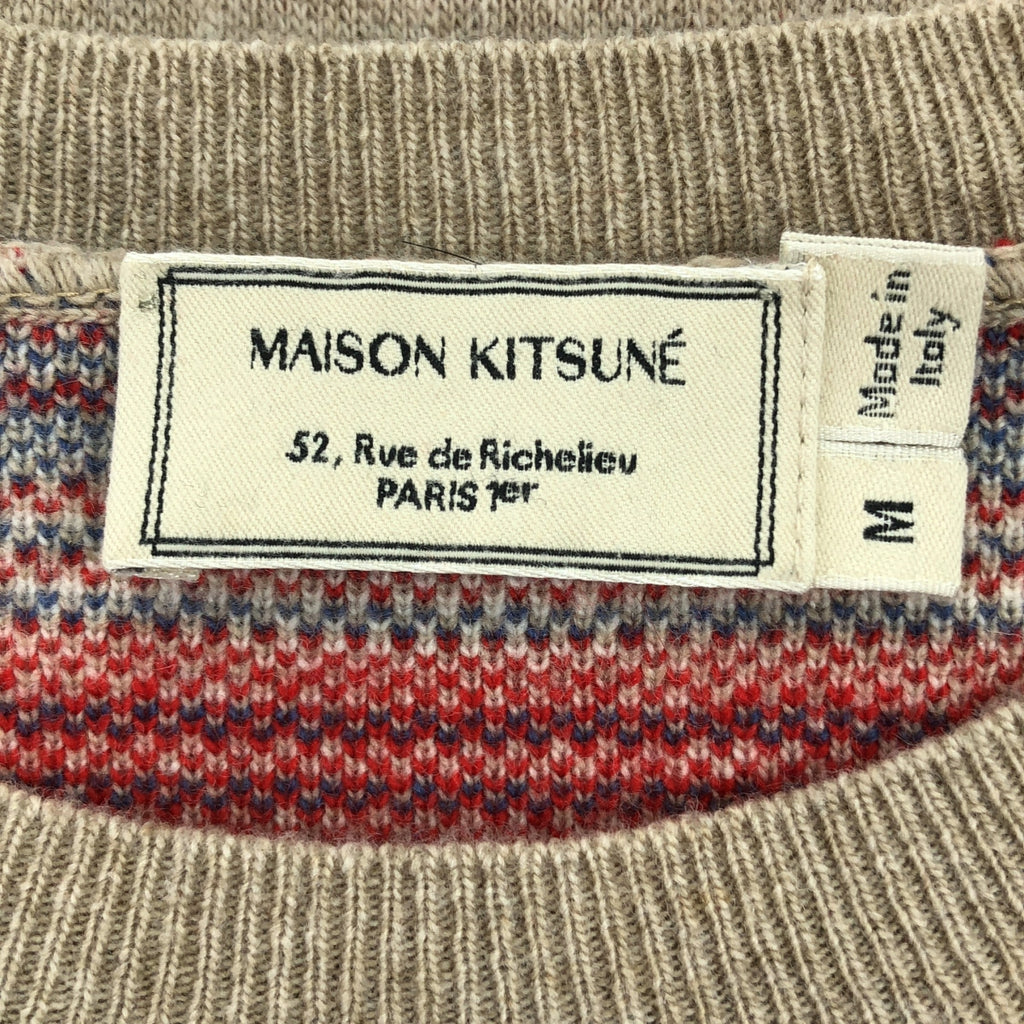 MAISON KITSUNÉ
52, Rue de Richelieu
PARIS 1er
Made in
Italy
M